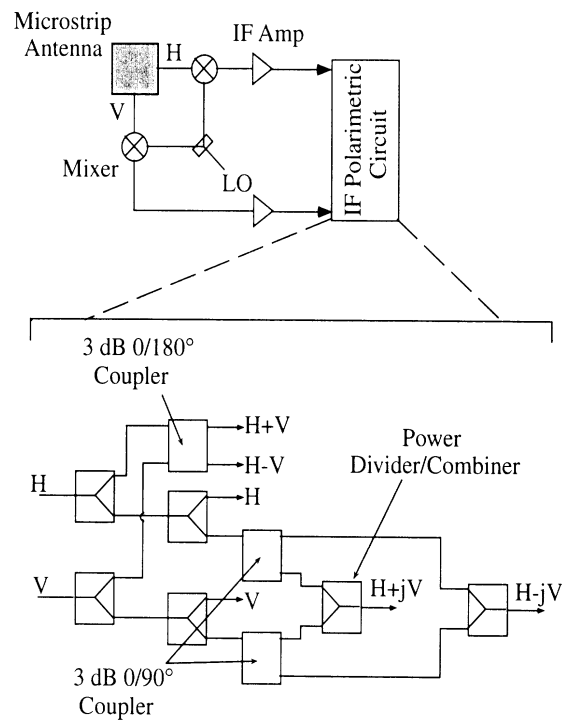 Microstrip
Antenna
H
IF Amp
V
Mixer
LO
IF Polarimetric
Circuit
3 dB 0/180°
Coupler
H+V
H-V
Power
Divider/Combiner
H
H
V
V
H+jV
H-jV
3 dB 0/90°
Coupler